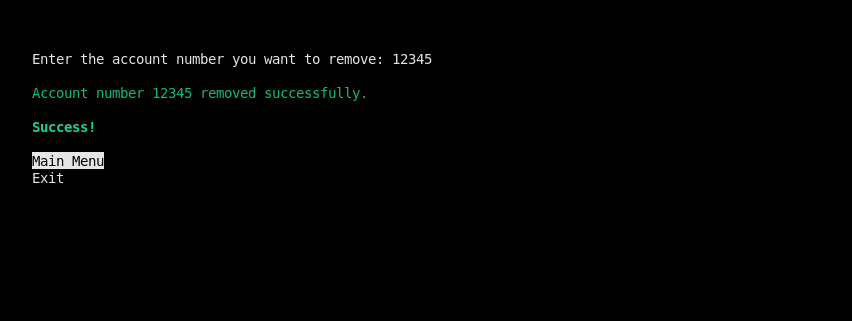 Enter the account number you want to remove: 12345
Account number 12345 removed successfully.
Success!
Main Menu
Exit